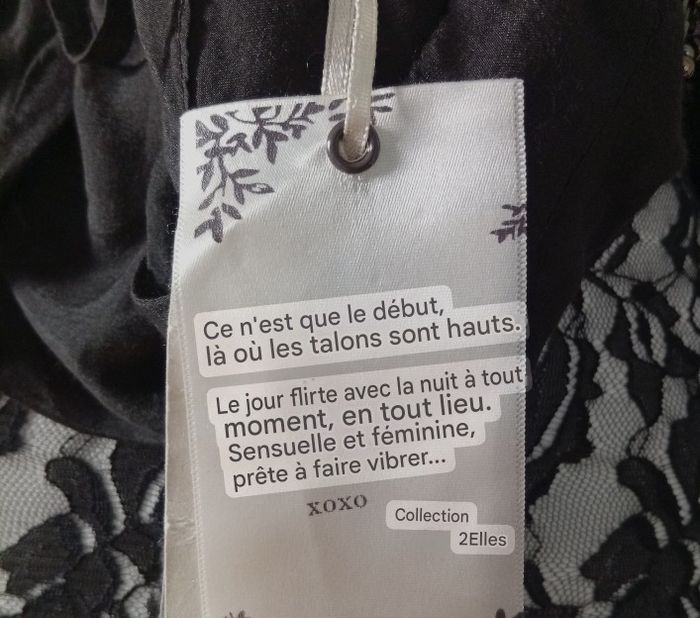 Ce n'est que le début,
là où les talons sont hauts.
Le jour flirte avec la nuit à tout
moment, en tout lieu.
Sensuelle et féminine,
prête à faire vibrer...
XOXO
Collection
2Elles